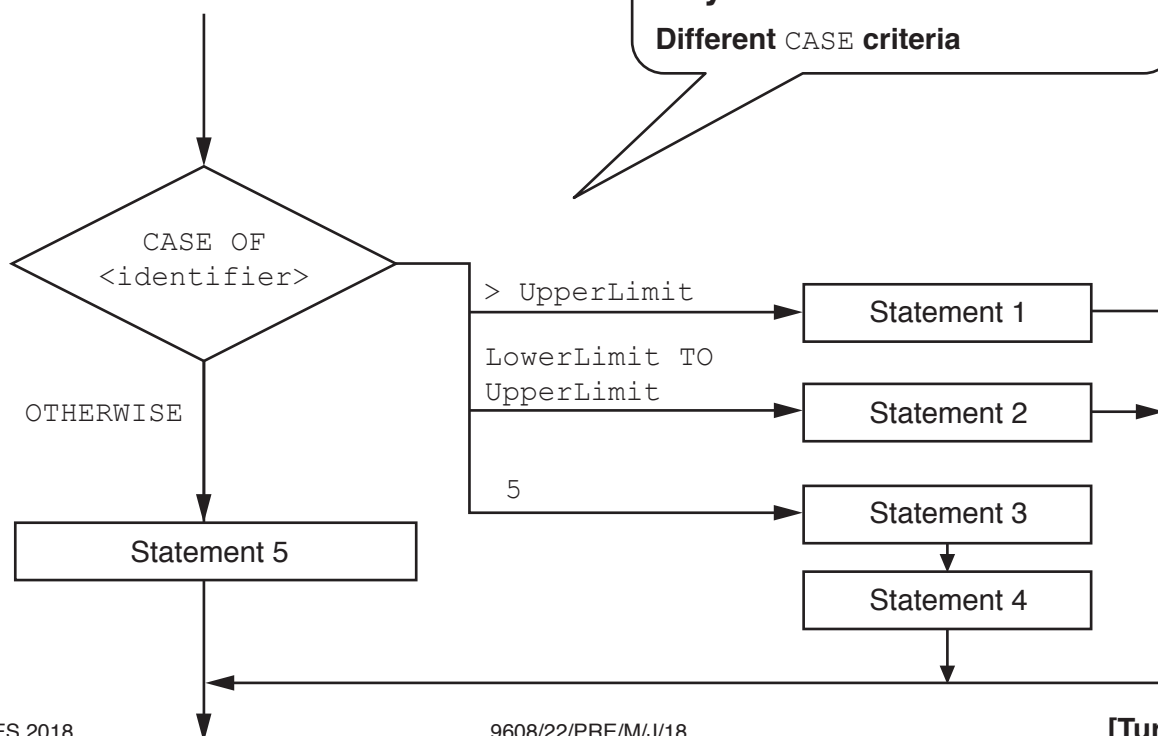 Different CASE criteria
CASE OF
<identifier>
> UpperLimit
Statement 1
LowerLimit TO
UpperLimit
Statement 2
OTHERWISE
5
Statement 3
Statement 5
Statement 4
2018
9608/22/PRE/M/J/18